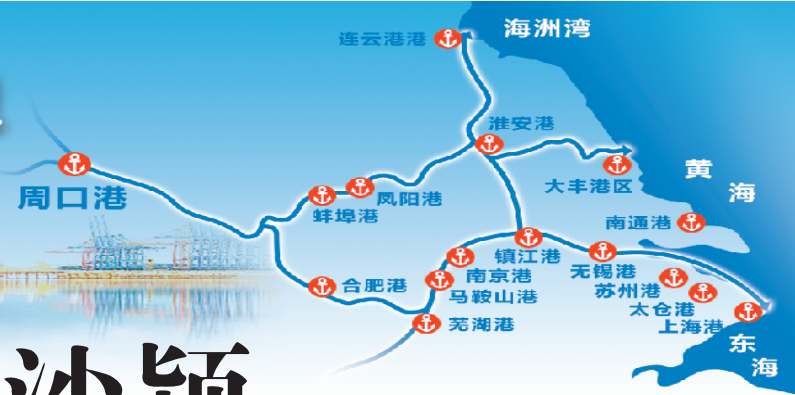 海洲湾
连云港港
淮安港
大丰港区
黄
海
周口港
凤阳港
蚌埠港
南通港
镇江港
无锡港
合肥港
南京港
苏州港
马鞍山港
太仓港
芜湖港
上海港
东
海
沙颍